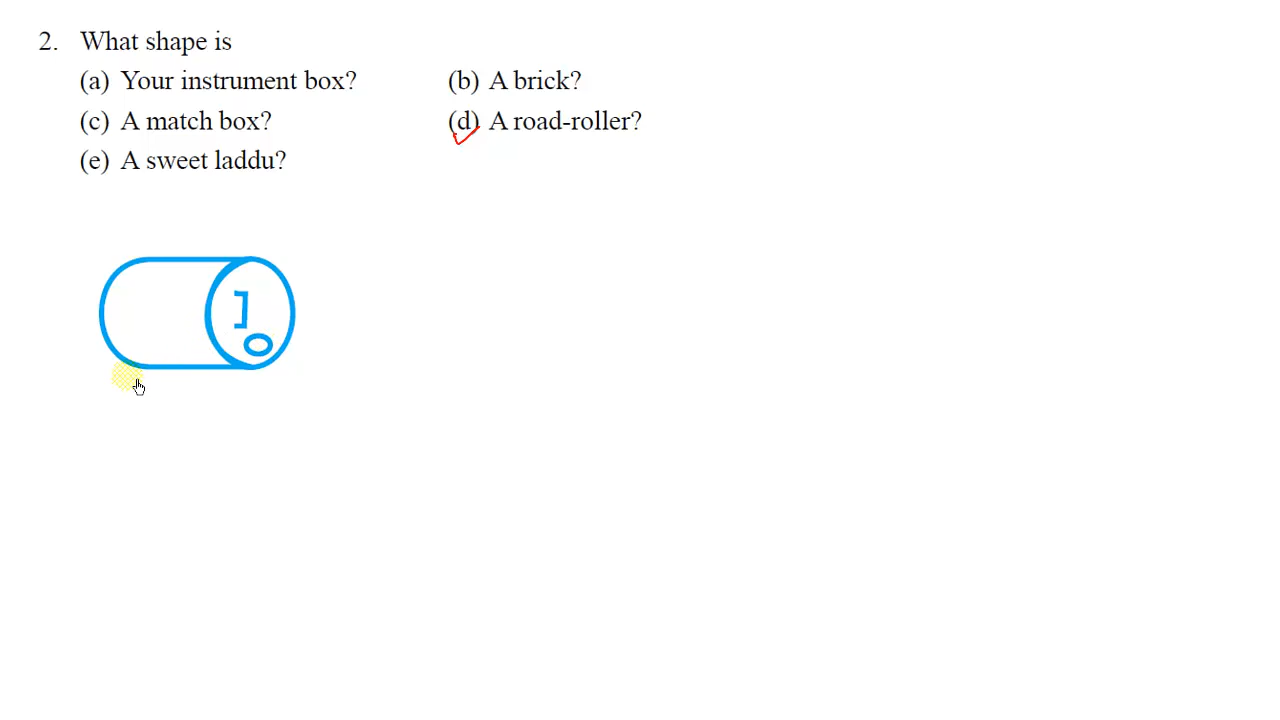 2. What shape is
(a) Your instrument box? (b) A brick?
(c) A match box? (d) A road-roller?
(e) A sweet laddu?